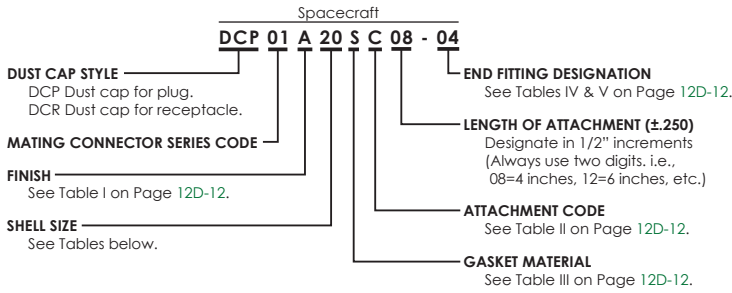 Spacecraft
DCP 01 A 20 S C 08 - 04
DUST CAP STYLE
DCP Dust cap for plug.
DCR Dust cap for receptacle.
MATING CONNECTOR SERIES CODE
FINISH
See Table I on Page 12D-12.
SHELL SIZE
See Tables below.
END FITTING DESIGNATION
See Tables IV & V on Page 12D-12.
LENGTH OF ATTACHMENT (±.250)
Designate in 1/2" increments
(Always use two digits. i.e.,
08=4 inches, 12=6 inches, etc.)
ATTACHMENT CODE
See Table II on Page 12D-12.
GASKET MATERIAL
See Table III on Page 12D-12.